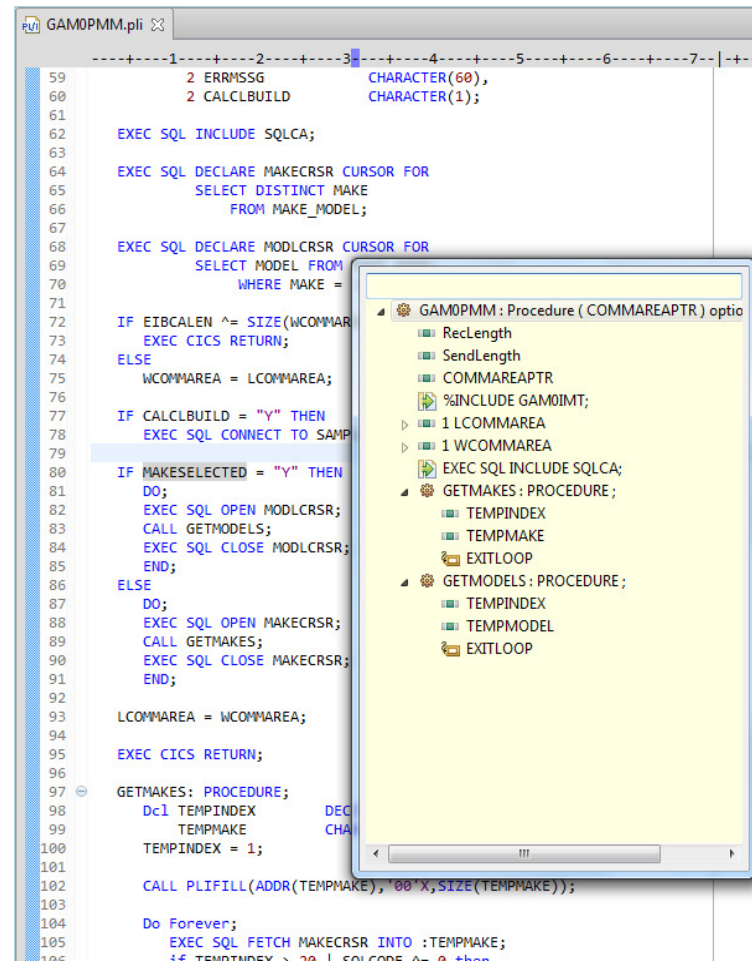 GAM0PMM.pli
----+----1----+----2----+----3----+----4----+----5----+----6----+----7--|-+--
59 2 ERRMSSG CHARACTER(60),
60 2 CALCLBUILD CHARACTER(1);
61
62 EXEC SQL INCLUDE SQLCA;
63
64 EXEC SQL DECLARE MAKECRSR CURSOR FOR
65 SELECT DISTINCT MAKE
66 FROM MAKE_MODEL;
67
68 EXEC SQL DECLARE MODLCRSR CURSOR FOR
69 SELECT MODEL FROM
70 WHERE MAKE =
71
72 IF EIBCALEN ^= SIZE(WCOMMAR
73 EXEC CICS RETURN;
74 ELSE
75 WCOMMAREA = LCOMMAREA;
76
77 IF CALCLBUILD = "Y" THEN
78 EXEC SQL CONNECT TO SAMP
79
80 IF MAKESELECTED = "Y" THEN
81 DO;
82 EXEC SQL OPEN MODLCRSR;
83 CALL GETMODELS;
84 EXEC SQL CLOSE MODLCRSR;
85 END;
86 ELSE
87 DO;
88 EXEC SQL OPEN MAKECRSR;
89 CALL GETMAKES;
90 EXEC SQL CLOSE MAKECRSR;
91 END;
92
93 LCOMMAREA = WCOMMAREA;
94
95 EXEC CICS RETURN;
96
97 GETMAKES: PROCEDURE;
98 Dcl TEMPINDEX DEC
99 TEMPMAKE CHA
100 TEMPINDEX = 1;
101
102 CALL PLIFILL(ADDR(TEMPMAKE),'00'X,SIZE(TEMPMAKE));
103
104 Do Forever;
105 EXEC SQL FETCH MAKECRSR INTO :TEMPMAKE;
106 if TEMPINDEX > 20 | SQLCODE ^= 0 then
GAM0PMM : Procedure ( COMMAREAPTR ) optio
RecLength
SendLength
COMMAREAPTR
%INCLUDE GAM0IMT;
1 LCOMMAREA
1 WCOMMAREA
EXEC SQL INCLUDE SQLCA;
GETMAKES : PROCEDURE ;
TEMPINDEX
TEMPMAKE
EXITLOOP
GETMODELS : PROCEDURE ;
TEMPINDEX
TEMPMODEL
EXITLOOP